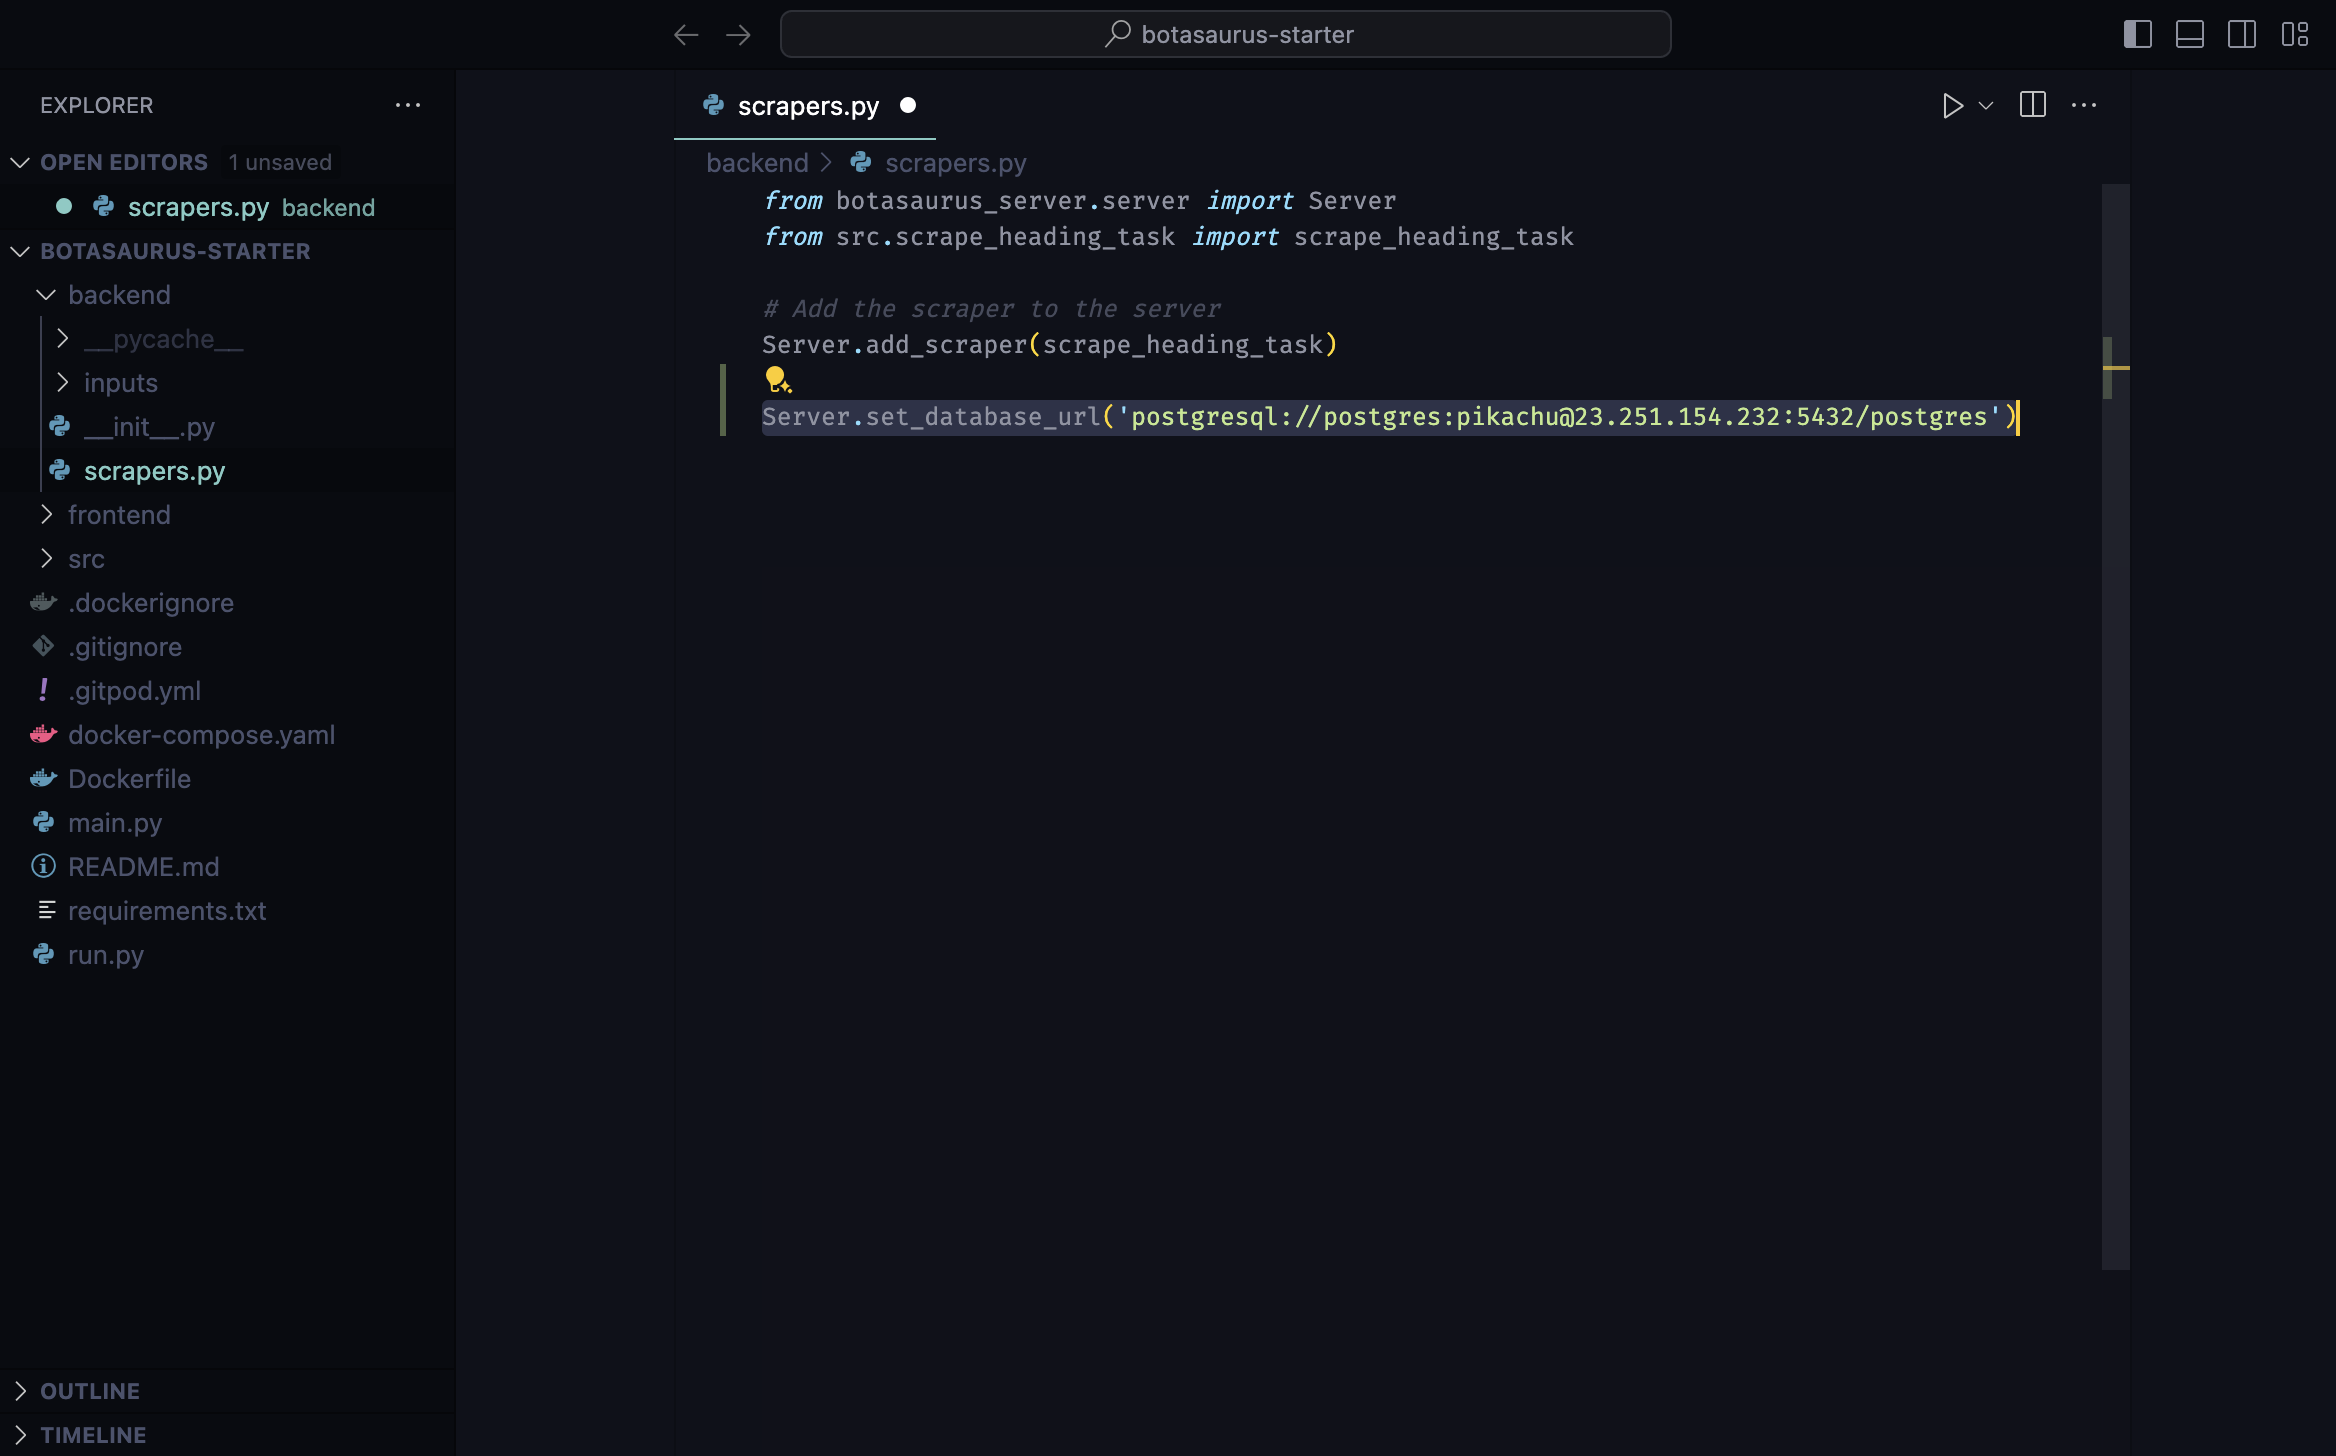 botasaurus-starter
EXPLORER
OPEN EDITORS 1 unsaved
scrapers.py backend
BOTASAURUS-STARTER
backend
__pycache__
inputs
__init__.py
scrapers.py
frontend
src
.dockerignore
.gitignore
.gitpod.yml
docker-compose.yaml
Dockerfile
main.py
README.md
requirements.txt
run.py
OUTLINE
TIMELINE
scrapers.py
backend > scrapers.py
from botasaurus_server.server import Server
from src.scrape_heading_task import scrape_heading_task
# Add the scraper to the server
Server.add_scraper(scrape_heading_task)
Server.set_database_url('postgresql://postgres:pikachu@23.251.154.232:5432/postgres')